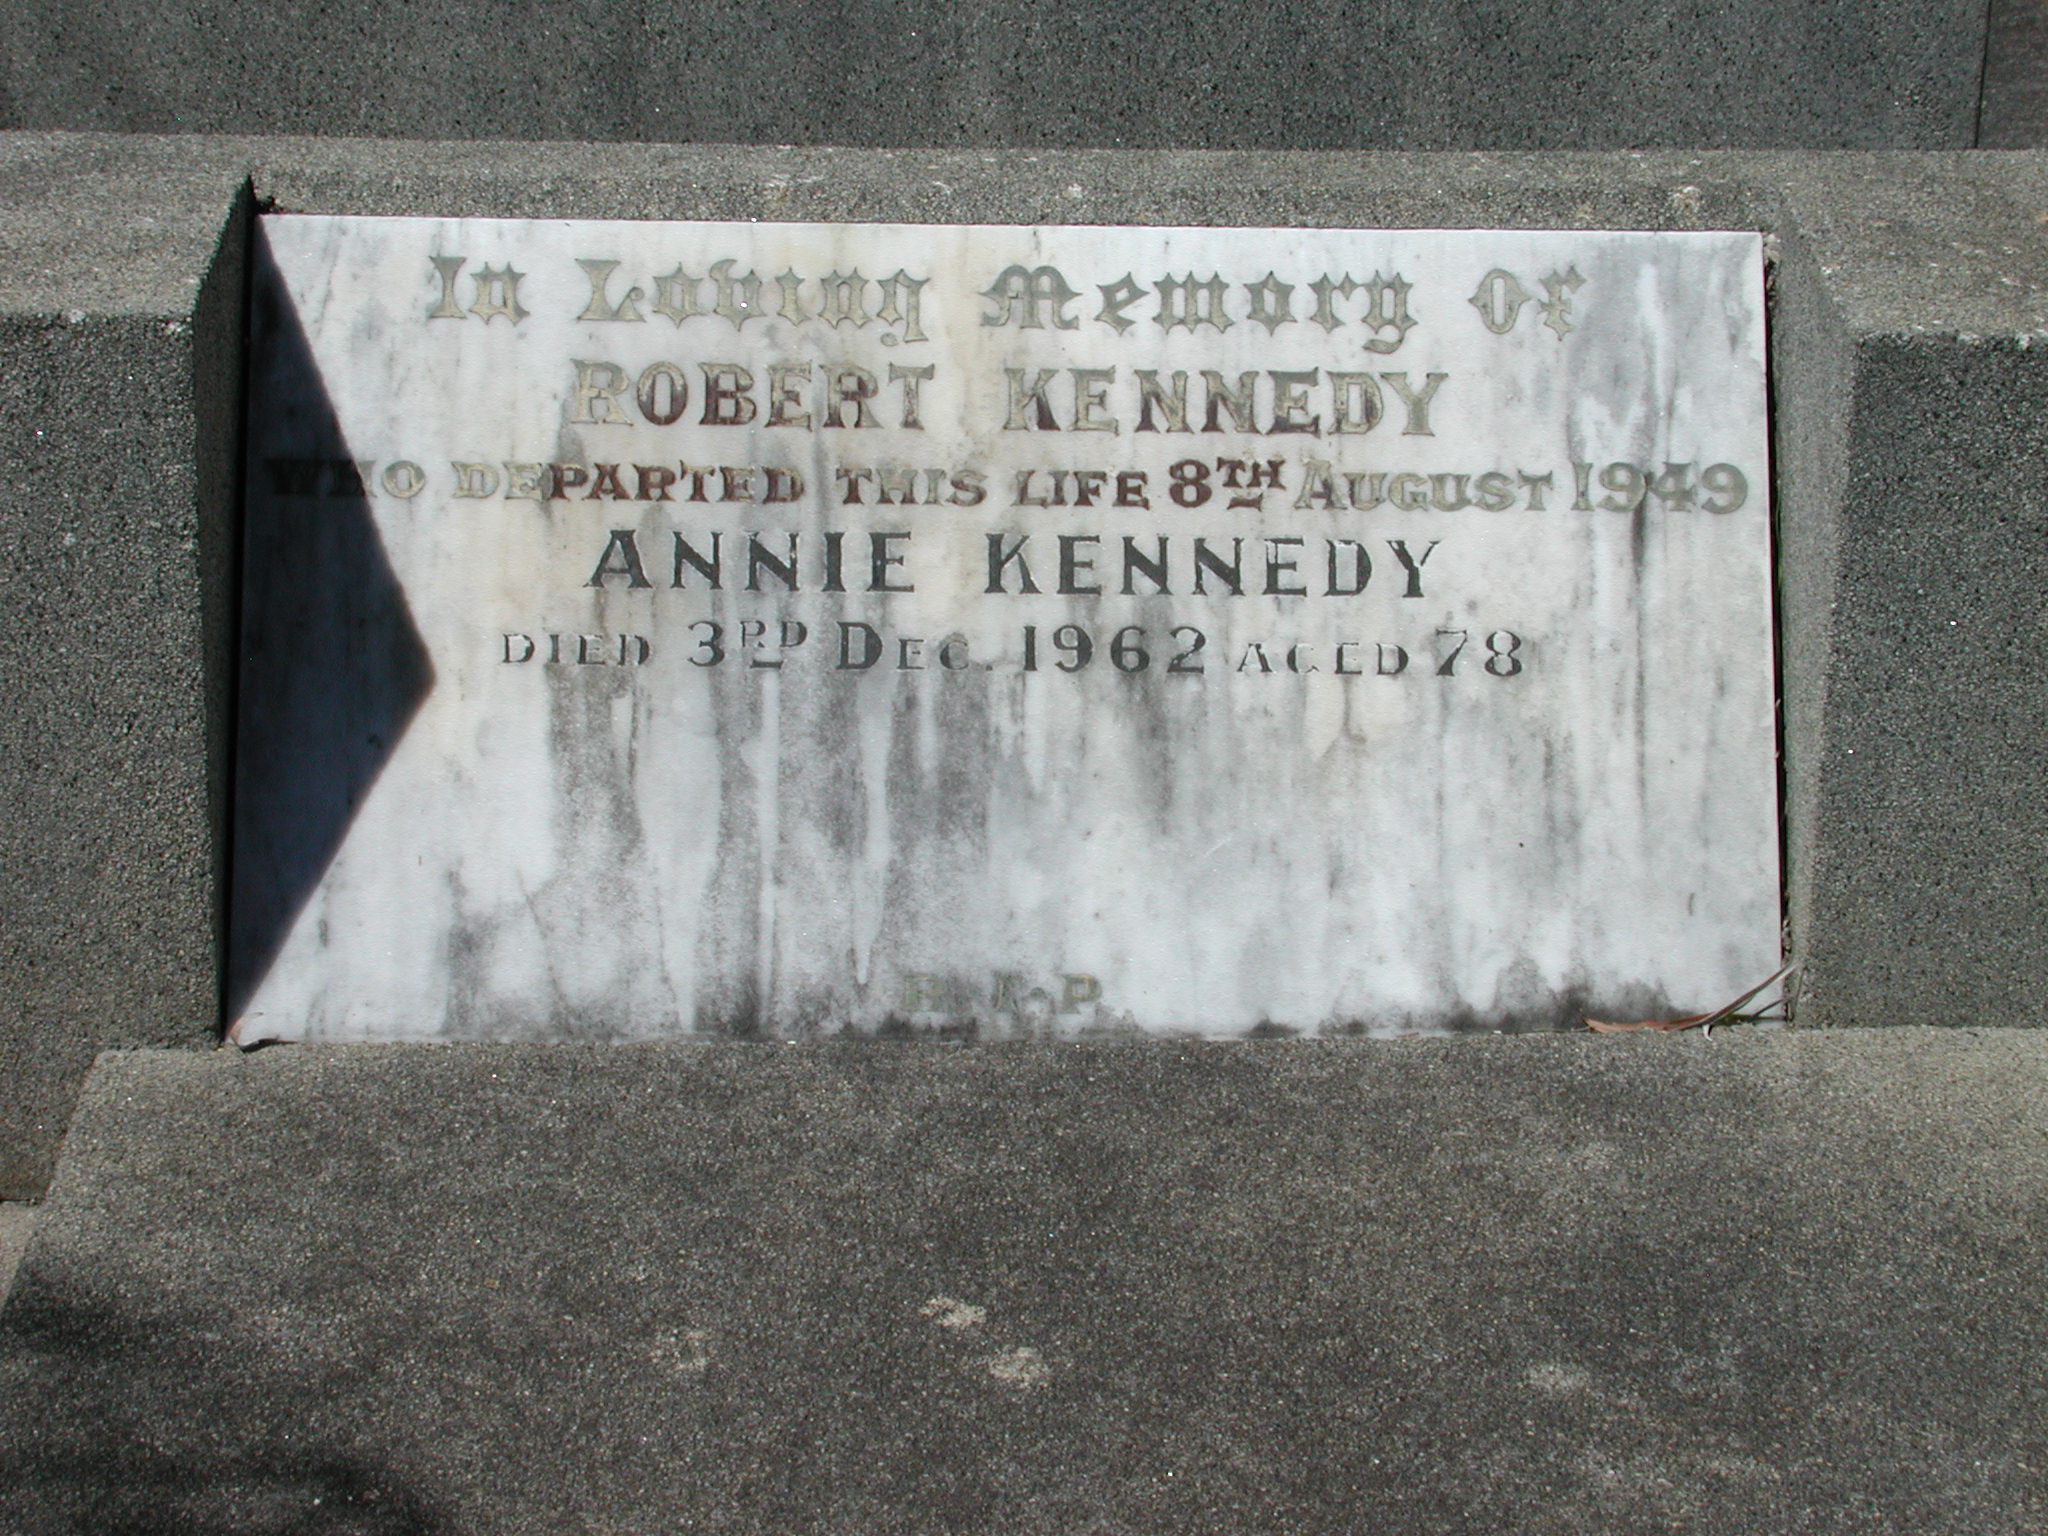 In Loving Memory Of
ROBERT KENNEDY
WHO DEPARTED THIS LIFE 8TH AUGUST 1949
ANNIE KENNEDY
DIED 3RD DEC. 1962 AGED 78
R·I·P